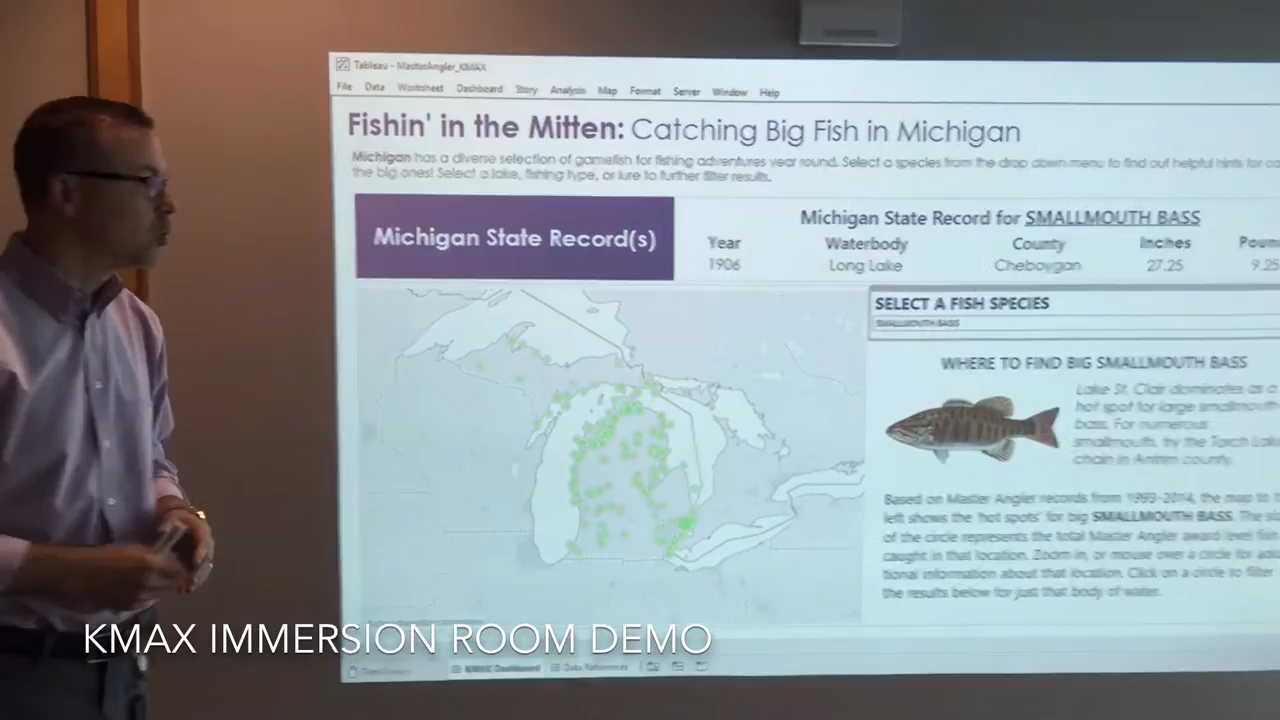 Tableau - MasterAngler_KMAX
File Data Worksheet Dashboard Story Analysis Map Format Server Window Help
Fishin' in the Mitten: Catching Big Fish in Michigan
Michigan has a diverse selection of gamefish for fishing adventures year round. Select a species from the drop down menu to find out helpful hints for
the big ones! Select a lake, fishing type, or lure to further filter results.
Michigan State Record(s)
Michigan State Record for SMALLMOUTH BASS
Year Waterbody County Inches Poun
1906 Long Lake Cheboygan 27.25 9.25
SELECT A FISH SPECIES
SMALLMOUTH BASS
WHERE TO FIND BIG SMALLMOUTH BASS
Lake St. Clair dominates as a
hot spot for large smallmouth
bass. For numerous
smallmouth, try the Torch Lake
chain in Antrim county.
Based on Master Angler records from 1993-2014, the map to
left shows the 'hot spots' for big SMALLMOUTH BASS. The
of the circle represents the total Master Angler award level fish
caught in that location. Zoom in, or mouse over a circle for
tional information about that location. Click on a circle to filter
the results below for just that body of water.
KMAX IMMERSION ROOM DEMO
Dashboard Data References